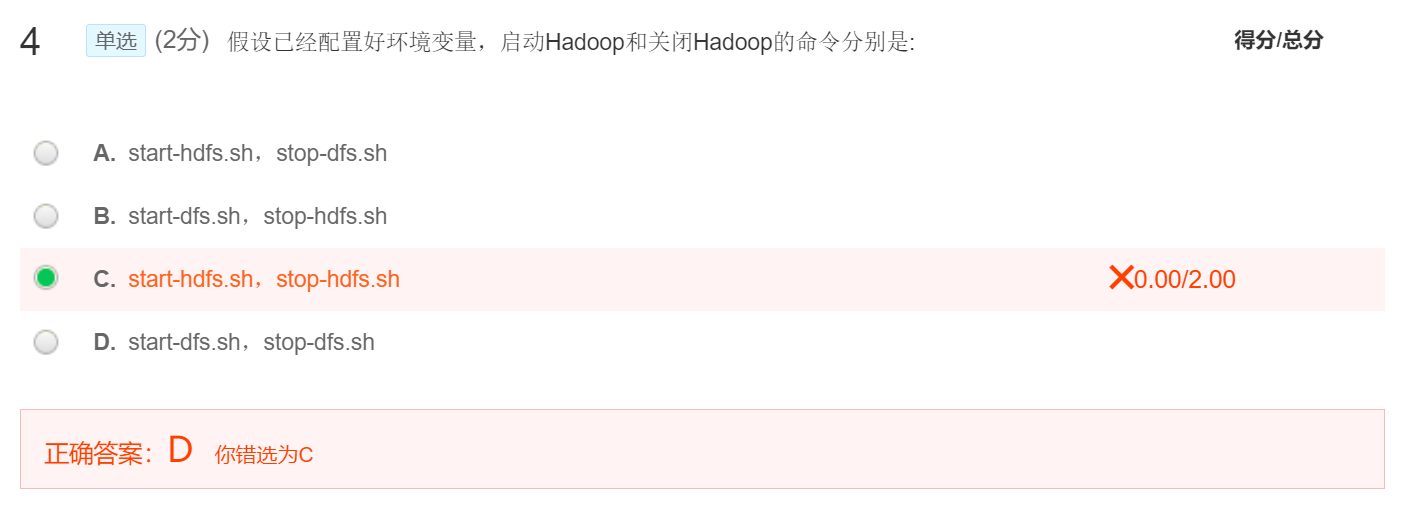 4 单选 (2分) 假设已经配置好环境变量，启动Hadoop和关闭Hadoop的命令分别是: 得分/总分
A. start-hdfs.sh，stop-dfs.sh
B. start-dfs.sh，stop-hdfs.sh
C. start-hdfs.sh，stop-hdfs.sh 0.00/2.00
D. start-dfs.sh，stop-dfs.sh
正确答案：D 你错选为C